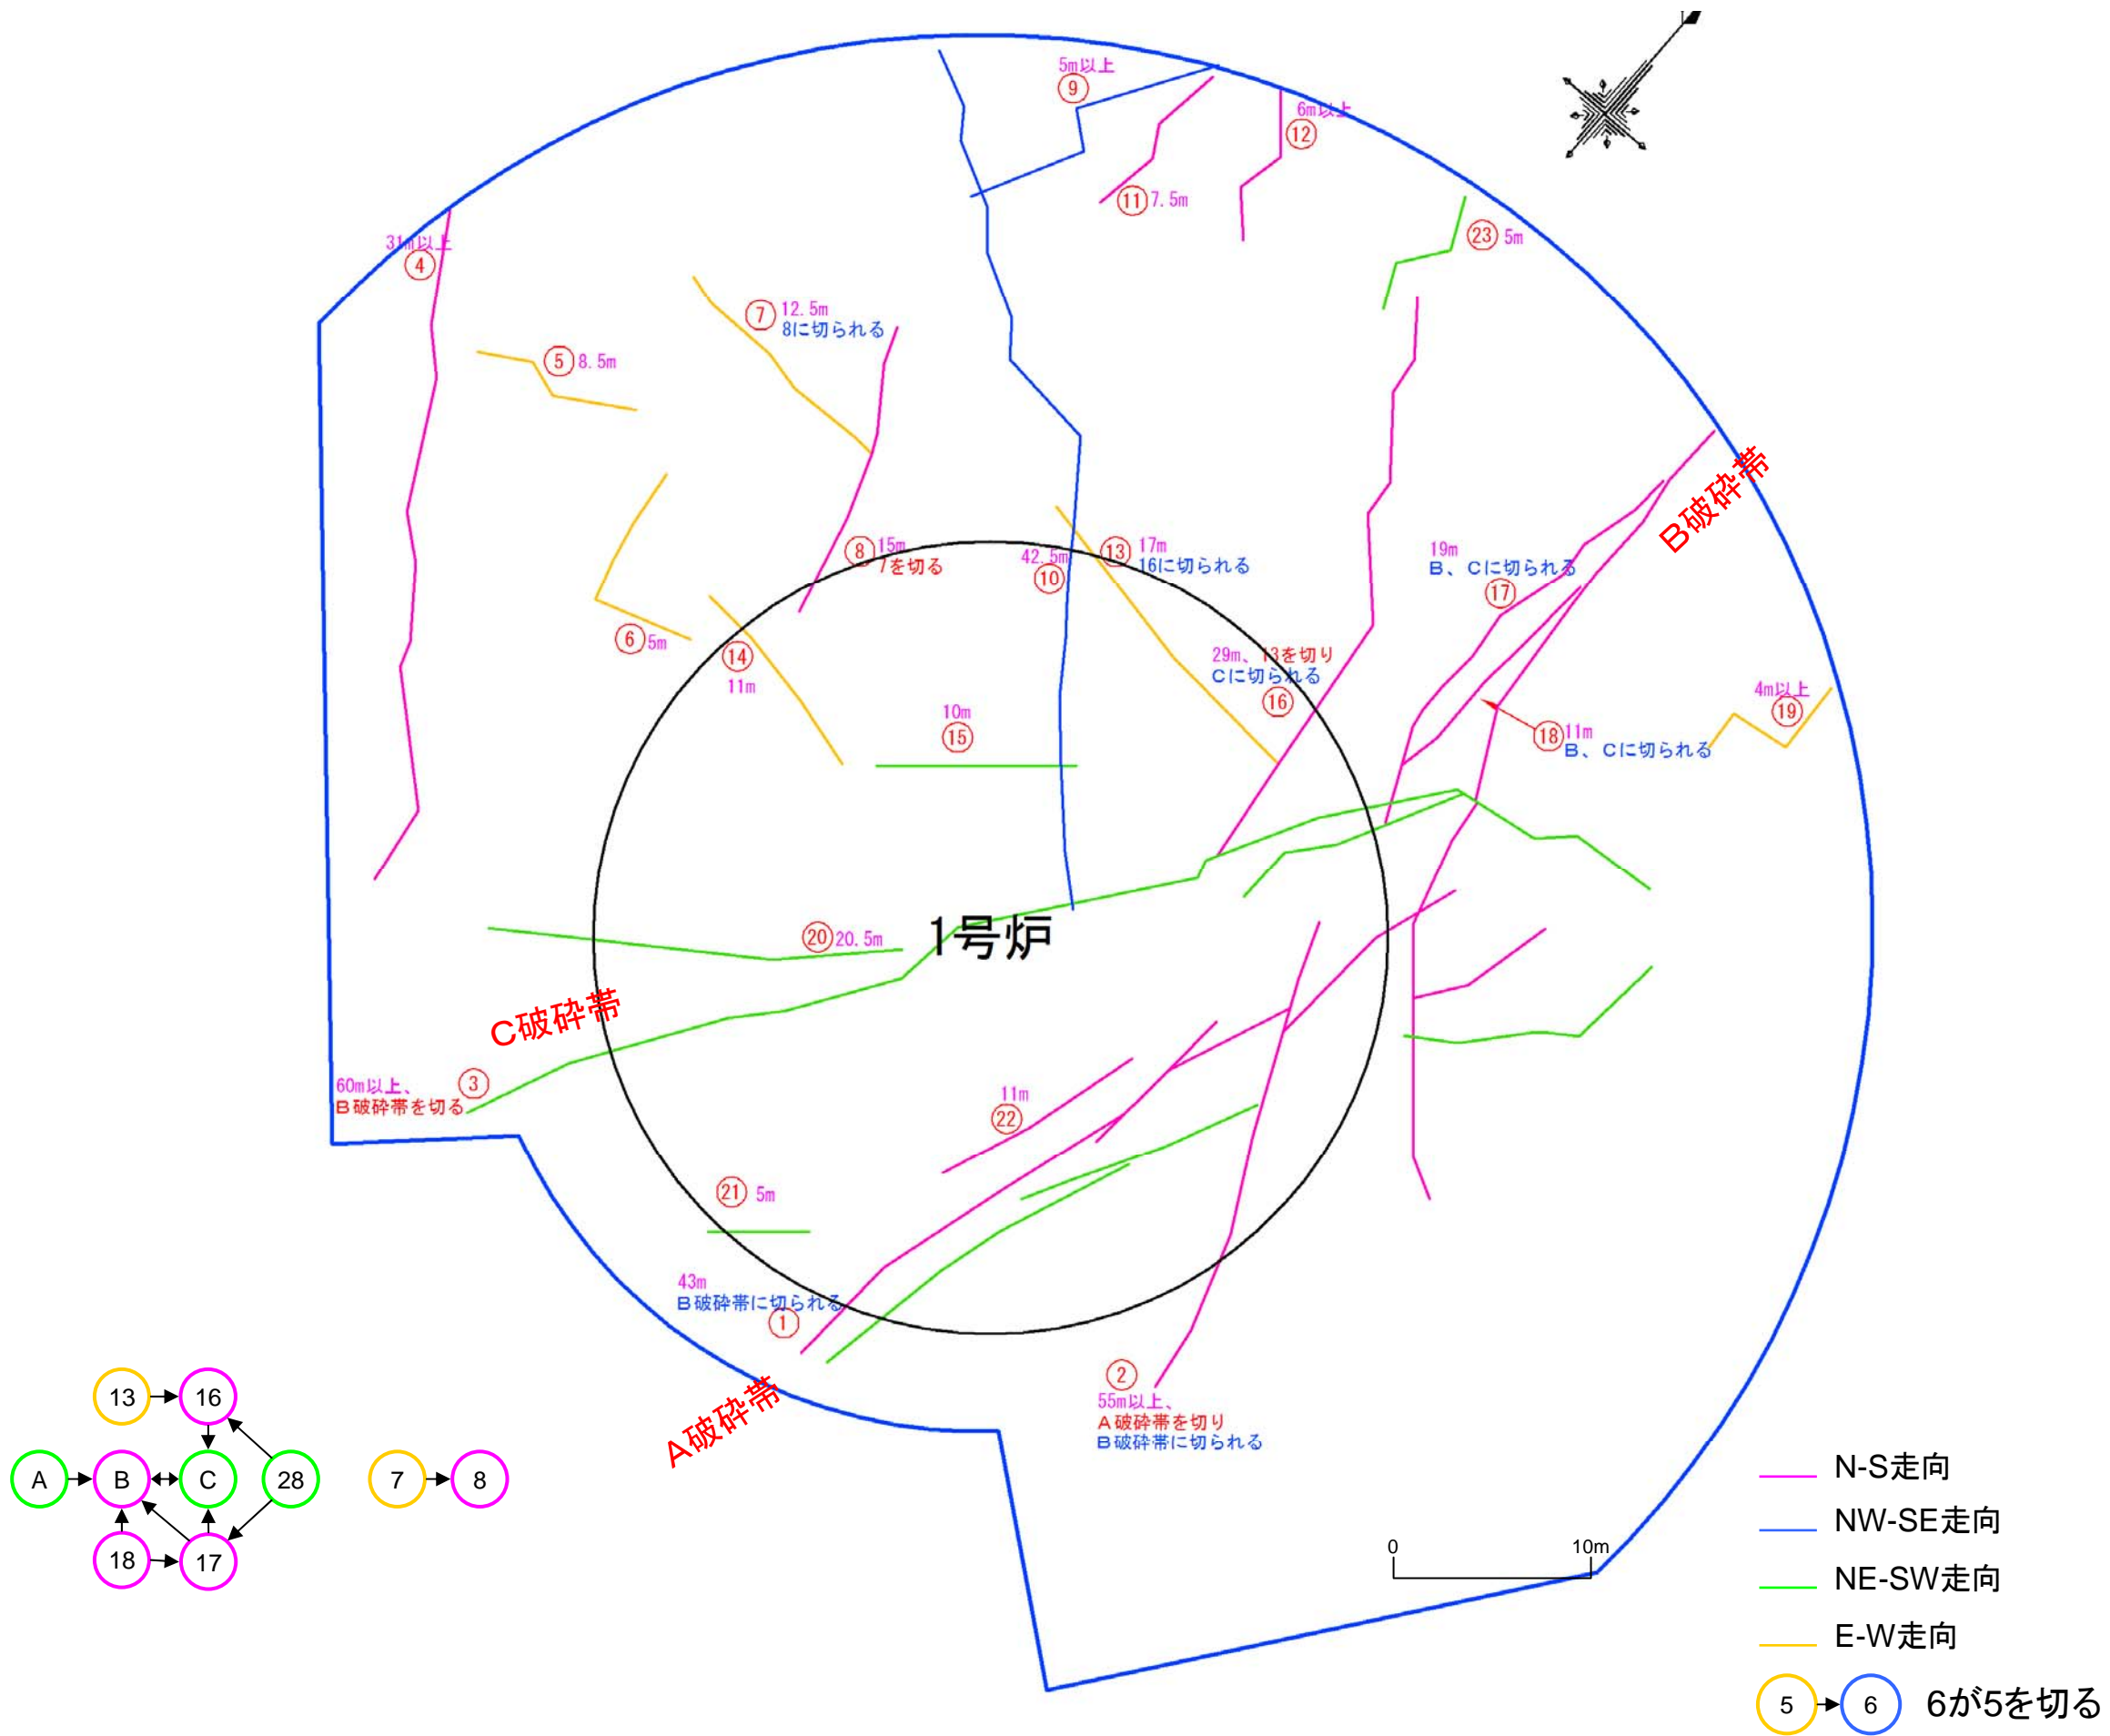 5m以上
9
6m以上
12
11 7.5m
23 5m
31m以上
4
7 12.5m
8に切られる
5 8.5m
8 15m
7を切る
42.5m
10
13 17m
16に切られる
19m
B、Cに切られる
17
B破砕帯
6 5m
14
11m
29m、13を切り
Cに切られる
16
10m
15
18 11m
B、Cに切られる
4m以上
19
1号炉
20 20.5m
C破砕帯
60m以上、
3
B破砕帯を切る
11m
22
21 5m
43m
B破砕帯に切られる
1
A破砕帯
2
55m以上、
A破砕帯を切り
B破砕帯に切られる
13 16
A B C 28
18 17
7 8
0 10m
N-S走向
NW-SE走向
NE-SW走向
E-W走向
5 6 6が5を切る